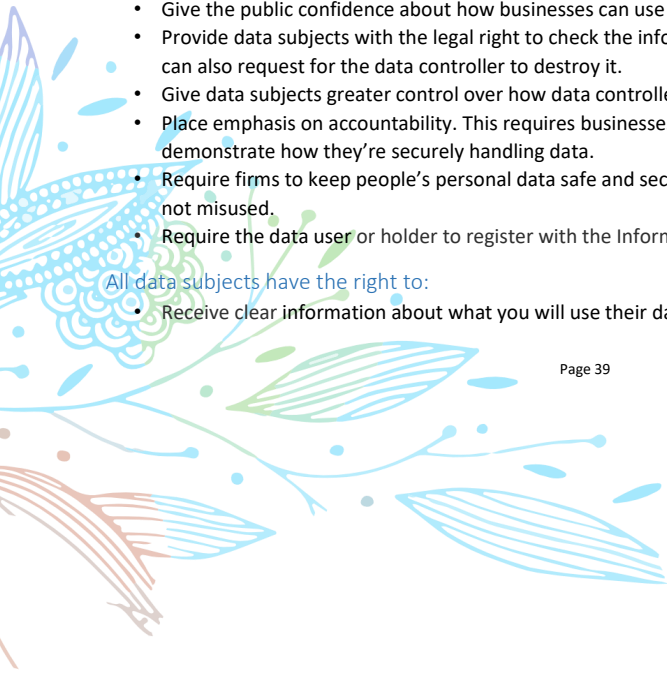 • Give the public confidence about how businesses can use
• Provide data subjects with the legal right to check the info
can also request for the data controller to destroy it.
• Give data subjects greater control over how data controlle
• Place emphasis on accountability. This requires businesse
demonstrate how they're securely handling data.
• Require firms to keep people's personal data safe and sec
not misused.
• Require the data user or holder to register with the Inform
All data subjects have the right to:
• Receive clear information about what you will use their da
Page 39